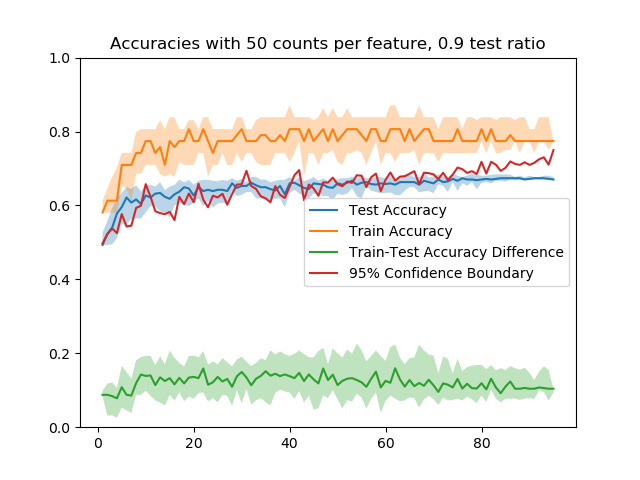 Accuracies with 50 counts per feature, 0.9 test ratio
1.0
0.8
0.6
0.4
0.2
0.0
Test Accuracy
Train Accuracy
Train-Test Accuracy Difference
95% Confidence Boundary
0 20 40 60 80